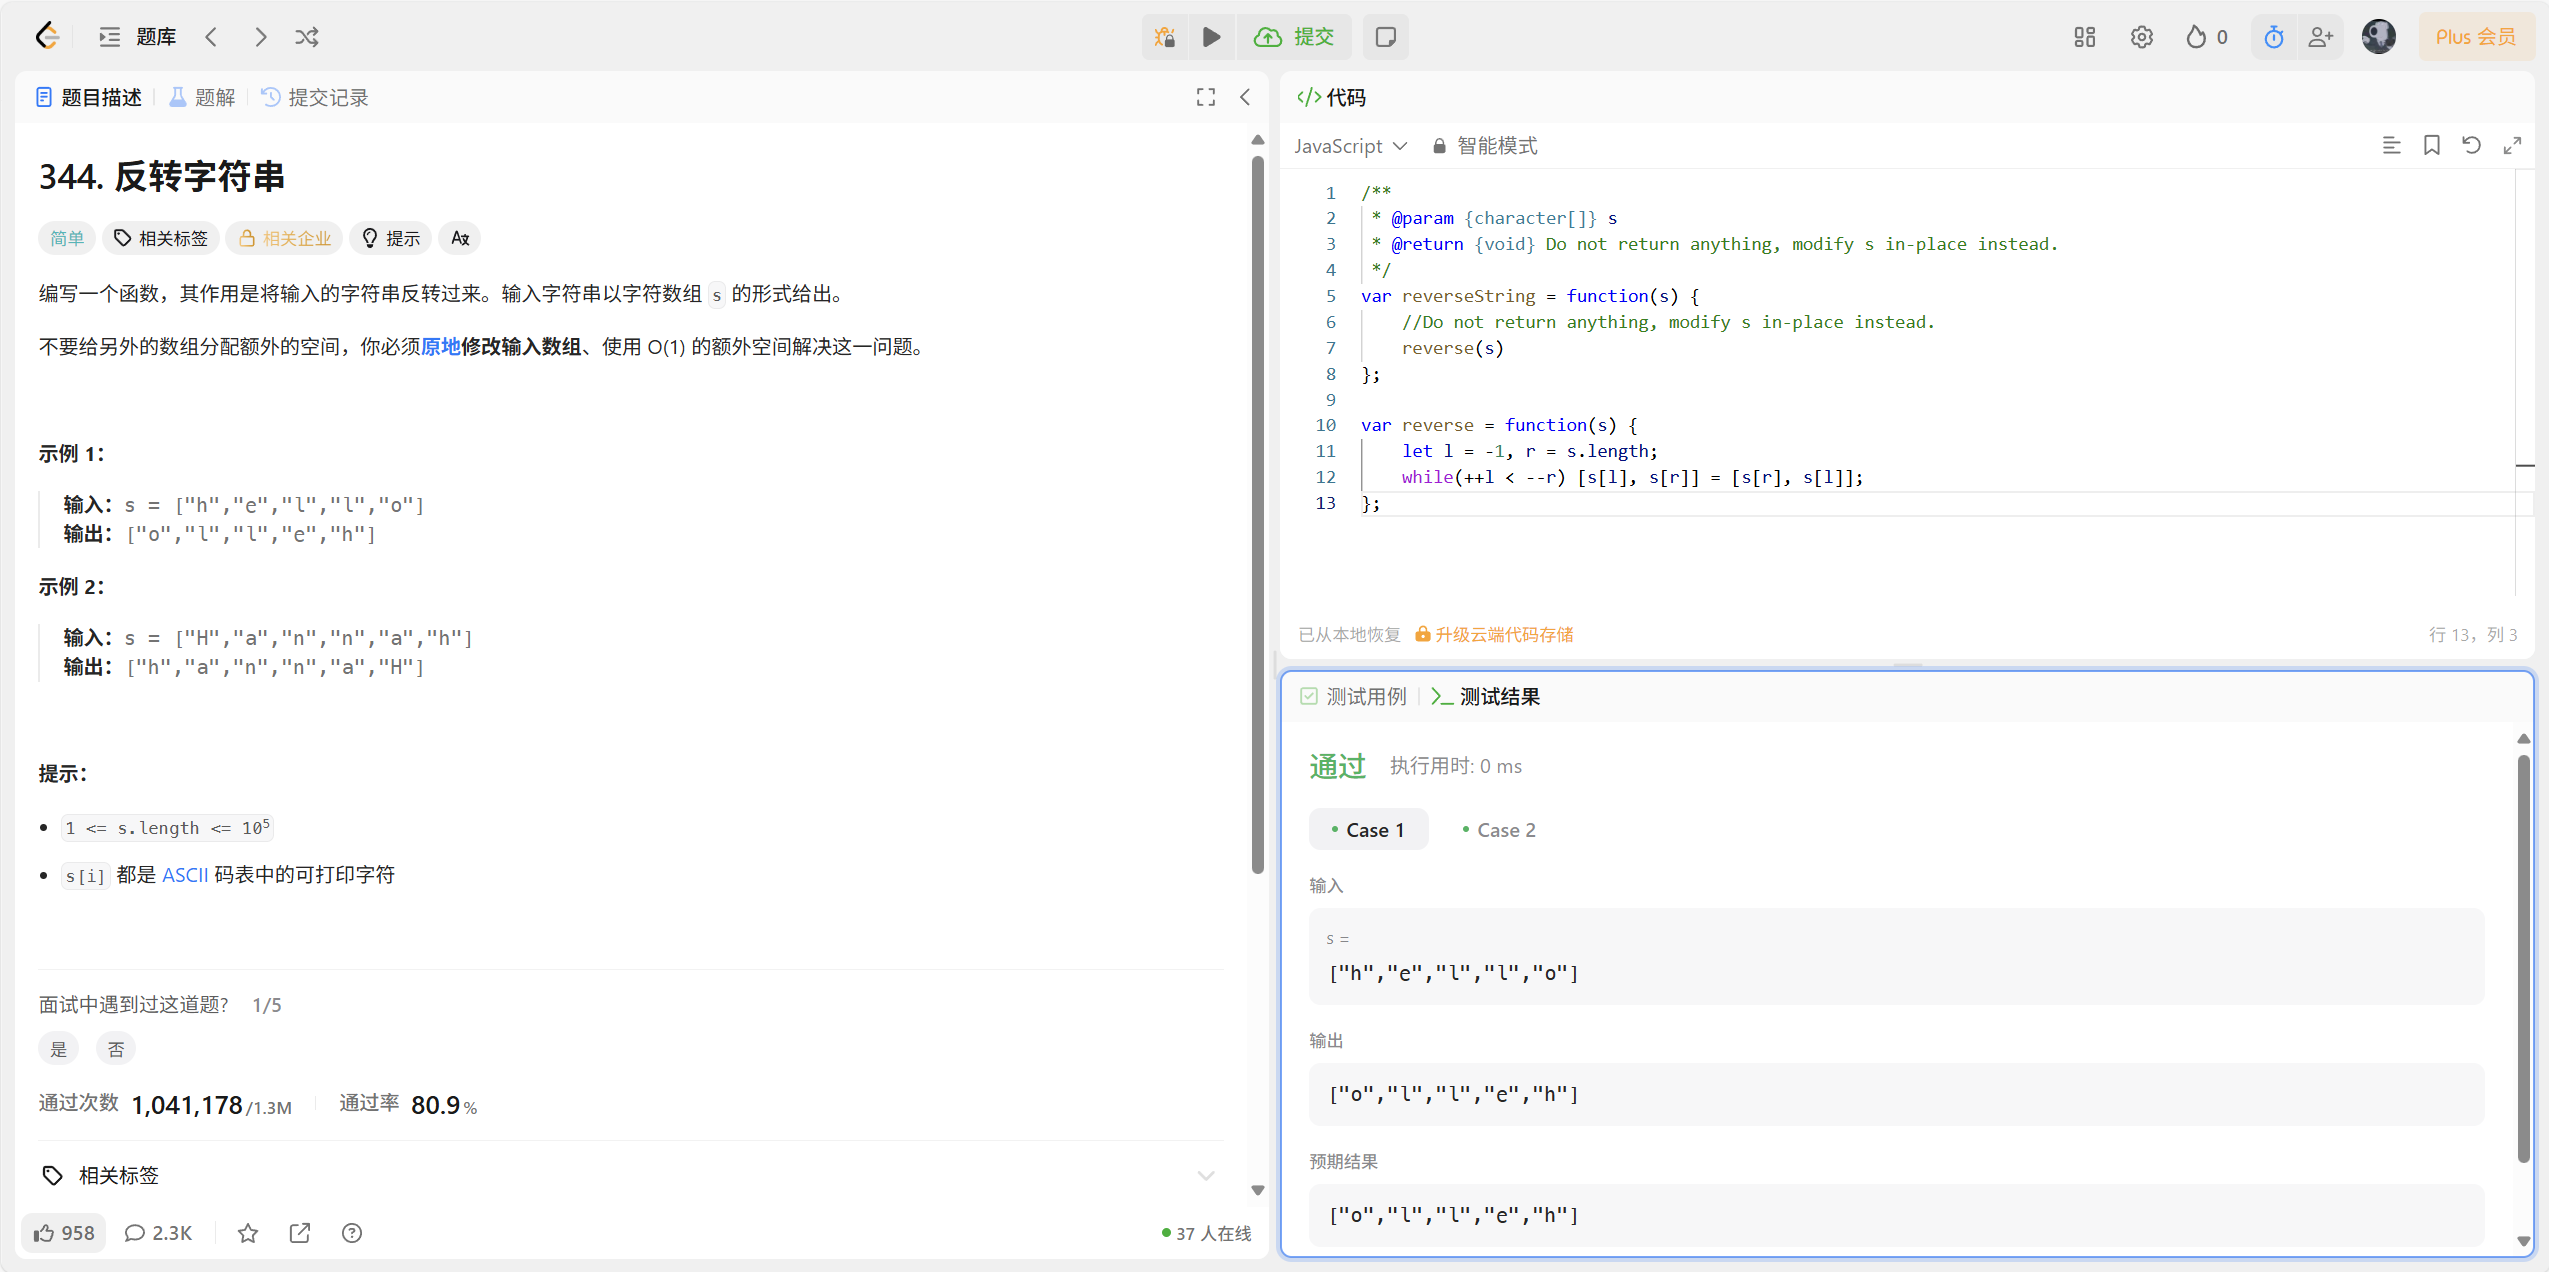 题库
提交
0
Plus 会员
题目描述
题解
提交记录
344. 反转字符串
简单
相关标签
相关企业
提示
编写一个函数，其作用是将输入的字符串反转过来。输入字符串以字符数组 s 的形式给出。
不要给另外的数组分配额外的空间，你必须原地修改输入数组、使用 O(1) 的额外空间解决这一问题。
示例 1：
输入：s = ["h","e","l","l","o"]
输出：["o","l","l","e","h"]
示例 2：
输入：s = ["H","a","n","n","a","h"]
输出：["h","a","n","n","a","H"]
提示：
1 <= s.length <= 10⁵
s[i] 都是 ASCII 码表中的可打印字符
面试中遇到过这道题? 1/5
是 否
通过次数 1,041,178/1.3M 通过率 80.9%
相关标签
958 2.3K
37 人在线
代码
JavaScript 智能模式
1 /**
2 * @param {character[]} s
3 * @return {void} Do not return anything, modify s in-place instead.
4 */
5 var reverseString = function(s) {
6 //Do not return anything, modify s in-place instead.
7 reverse(s)
8 };
9
10 var reverse = function(s) {
11 let l = -1, r = s.length;
12 while(++l < --r) [s[l], s[r]] = [s[r], s[l]];
13 };
已从本地恢复 升级云端代码存储
行 13，列 3
测试用例
测试结果
通过 执行用时: 0 ms
Case 1 Case 2
输入
s =
["h","e","l","l","o"]
输出
["o","l","l","e","h"]
预期结果
["o","l","l","e","h"]